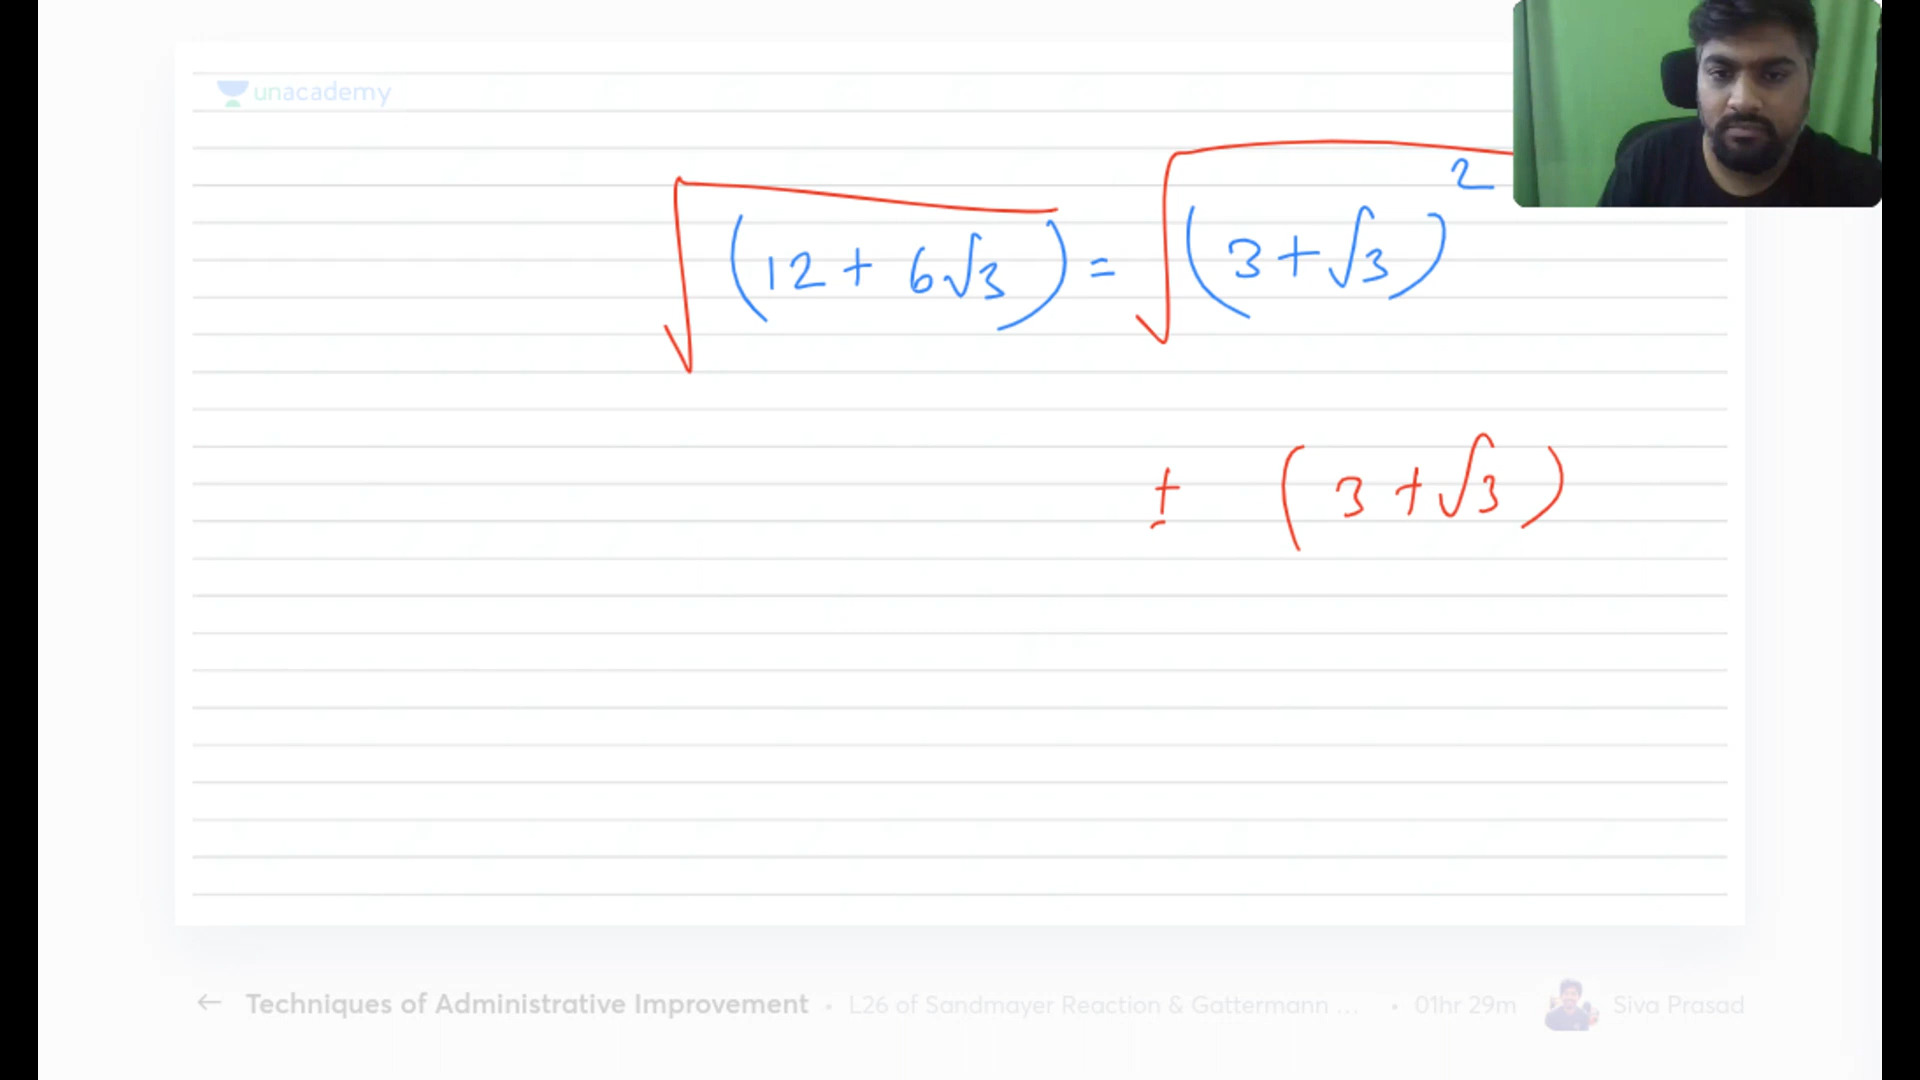 unacademy
√(12 + 6√3) = √(3 + √3)²
± (3 + √3)
← Techniques of Administrative Improvement • L26 of Sandmayer Reaction & Gattermann ... • 01hr 29m Siva Prasad